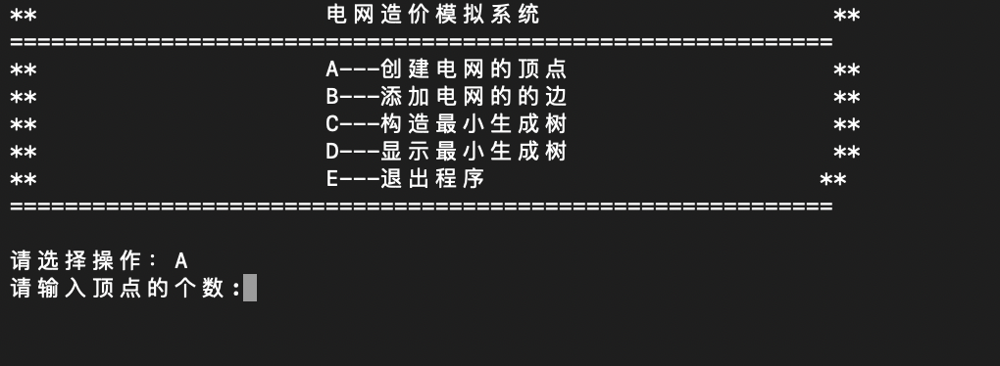 ** 电网造价模拟系统 **
============================================================
** A---创建电网的顶点 **
** B---添加电网的的边 **
** C---构造最小生成树 **
** D---显示最小生成树 **
** E---退出程序 **
============================================================
请选择操作: A
请输入顶点的个数: